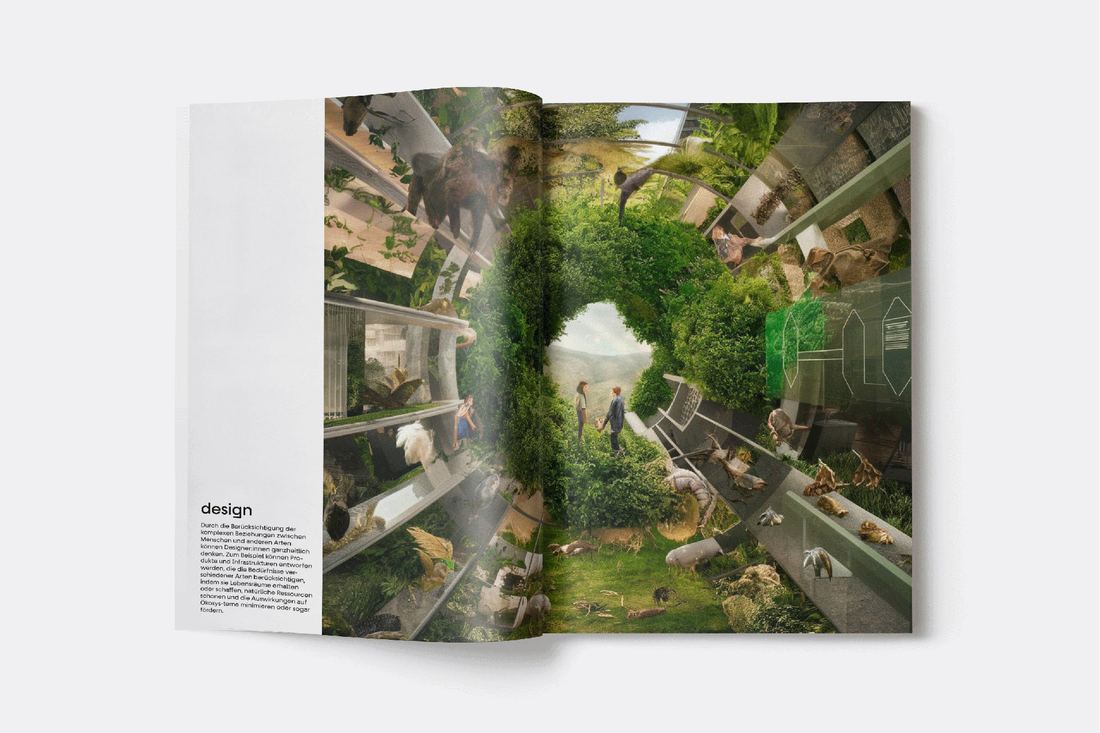 design
Durch die Berücksichtigung der
komplexen Beziehungen zwischen
Menschen und anderen Arten
können Designer:innen ganzheitlich
denken. Zum Beispiel können Pro-
dukte und Infrastrukturen entworfen
werden, die die Bedürfnisse ver-
schiedener Arten berücksichtigen,
indem sie Lebensräume erhalten
oder schaffen, natürliche Ressourcen
schonen und die Auswirkungen auf
Ökosys-teme minimieren oder sogar
fördern.